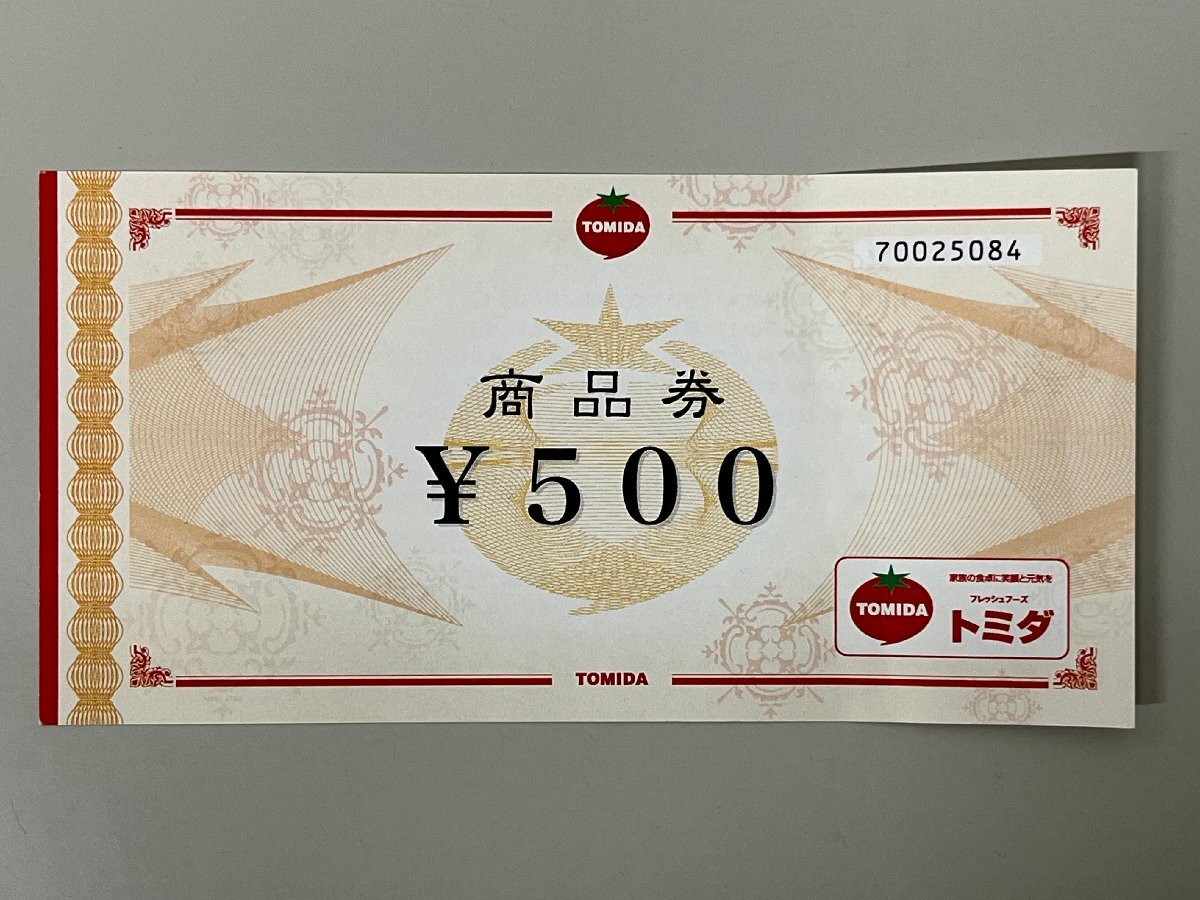 TOMIDA
70025084
商品券
¥500
TOMIDA
家族の食卓に笑顔と元気を
フレッシュフーズ
トミダ
TOMIDA